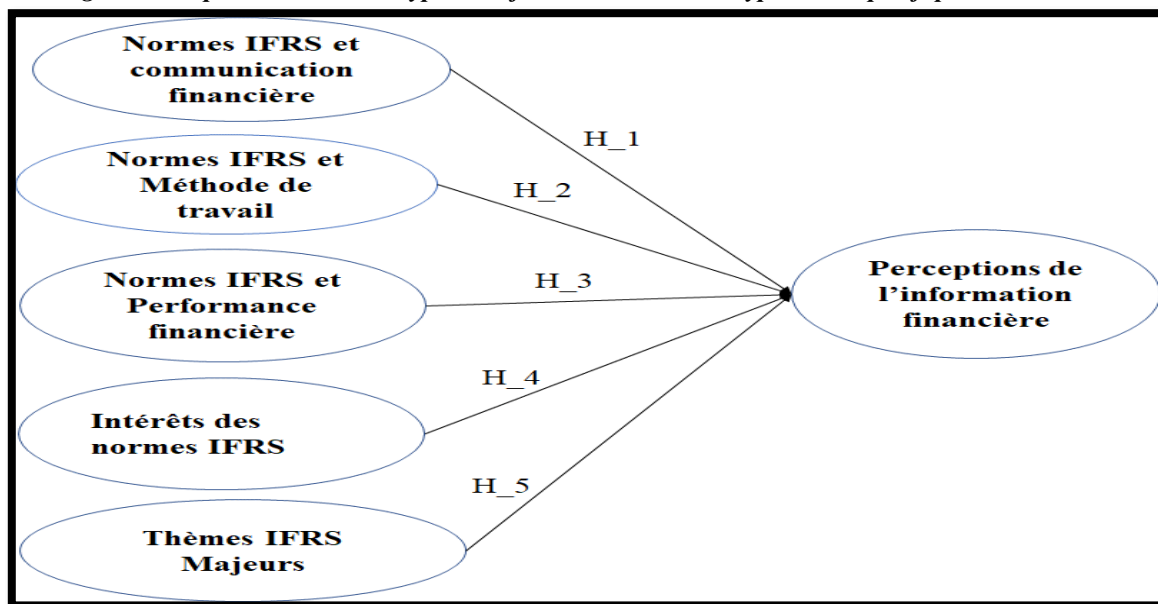 Normes IFRS et
communication
financière
H_1
Normes IFRS et
Méthode de
travail
H_2
Normes IFRS et
Performance
financière
H_3
Perceptions de
l’information
financière
H_4
Intérêts des
normes IFRS
H_5
Thèmes IFRS
Majeurs